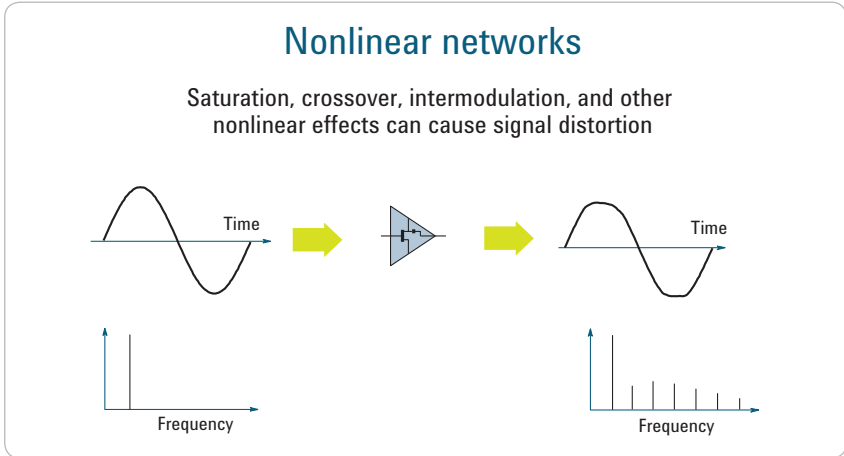 Nonlinear networks
Saturation, crossover, intermodulation, and other
nonlinear effects can cause signal distortion
Time
Time
Frequency
Frequency